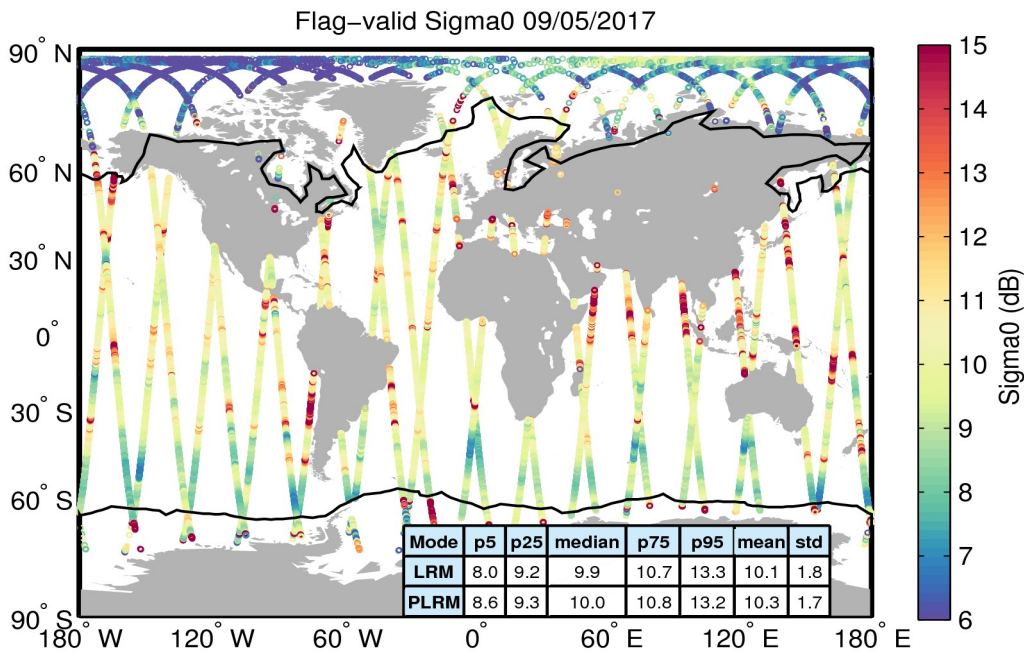 Flag-valid Sigma0 09/05/2017
90° N
60° N
30° N
0°
30° S
60° S
90° S
180° W
120° W
60° W
0°
60° E
120° E
180° E
15
14
13
12
11
10
9
8
7
6
Sigma0 (dB)
Mode p5 p25 median p75 p95 mean std
LRM 8.0 9.2 9.9 10.7 13.3 10.1 1.8
PLRM 8.6 9.3 10.0 10.8 13.2 10.3 1.7